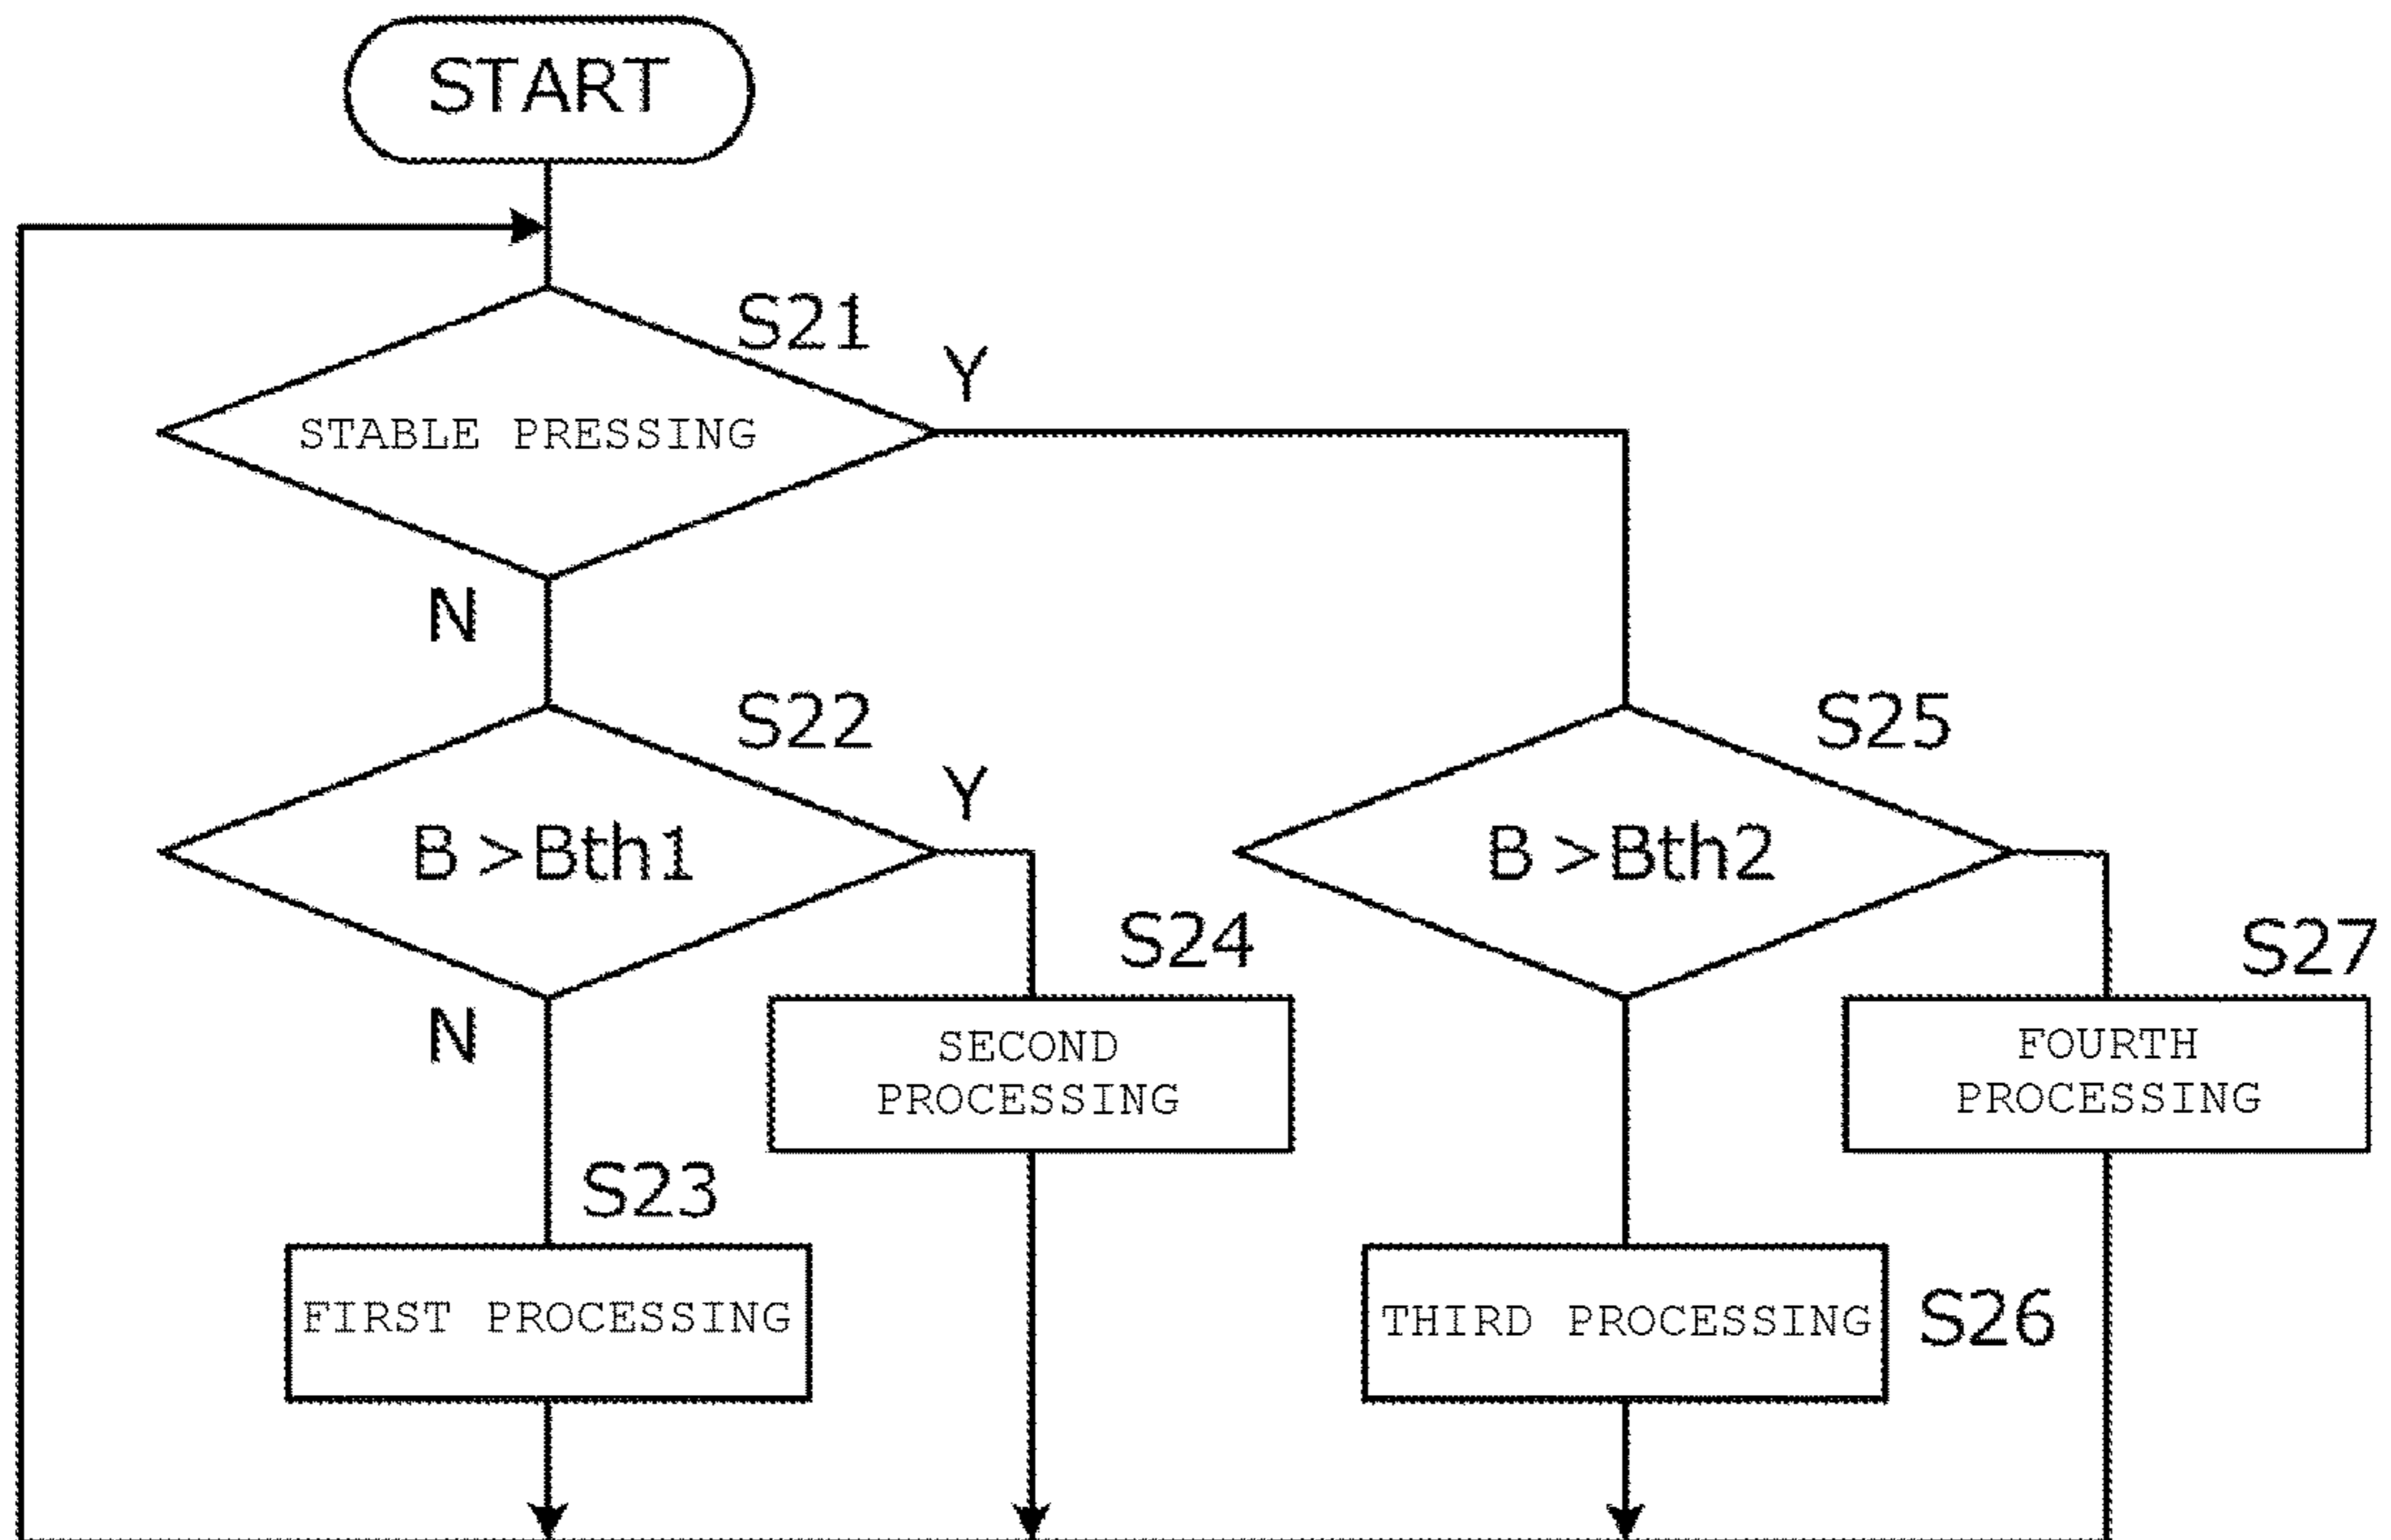 START
S21
Y
STABLE PRESSING
N
S22
S25
Y
B >Bth1
B >Bth2
S24
S27
N
SECOND
PROCESSING
FOURTH
PROCESSING
S23
FIRST PROCESSING
THIRD PROCESSING
S26